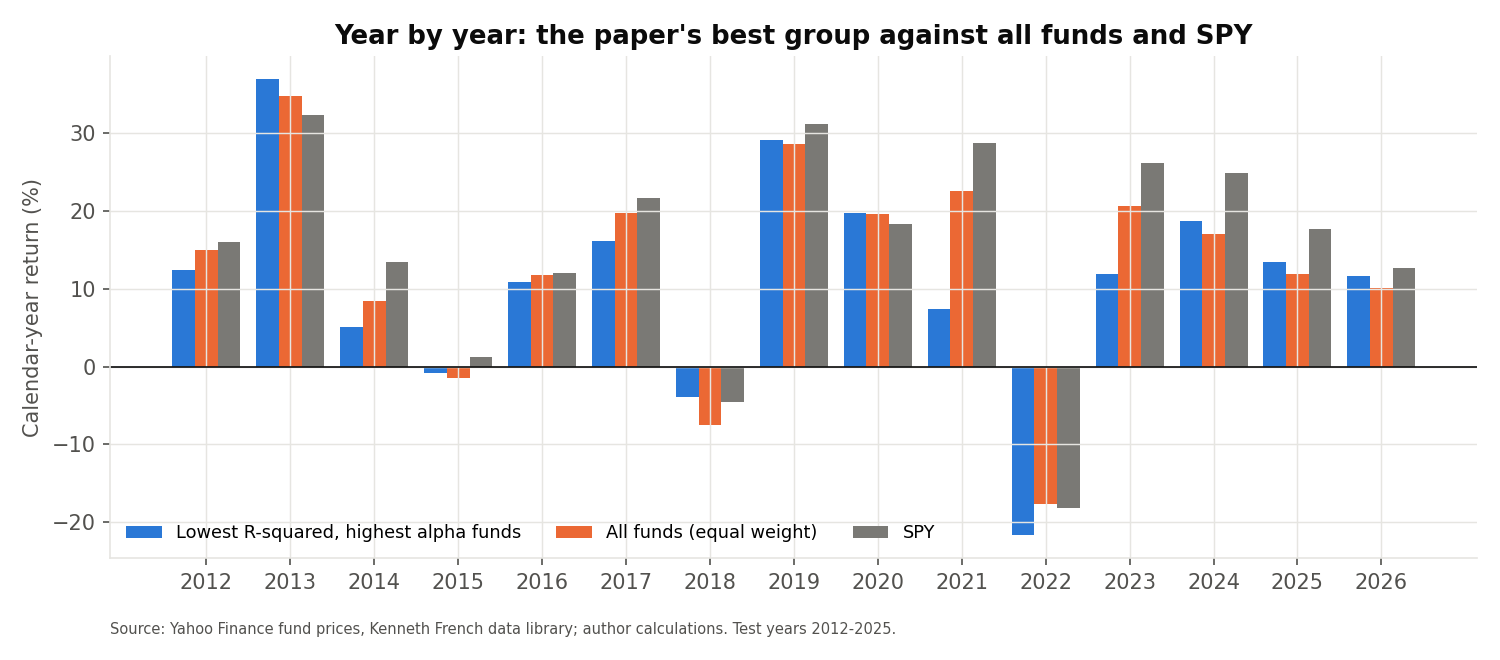 Year by year: the paper's best group against all funds and SPY
Calendar-year return (%)
30
20
10
0
−10
−20
Lowest R-squared, highest alpha funds
All funds (equal weight)
SPY
2012 2013 2014 2015 2016 2017 2018 2019 2020 2021 2022 2023 2024 2025 2026
Source: Yahoo Finance fund prices, Kenneth French data library; author calculations. Test years 2012-2025.